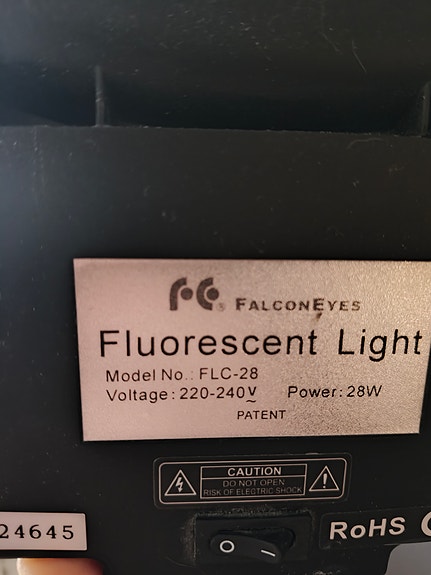 FALCONEYES
Fluorescent Light
Model No.: FLC-28
Voltage: 220-240V~ Power: 28W
PATENT
CAUTION
DO NOT OPEN
RISK OF ELECTRIC SHOCK
24645
RoHS